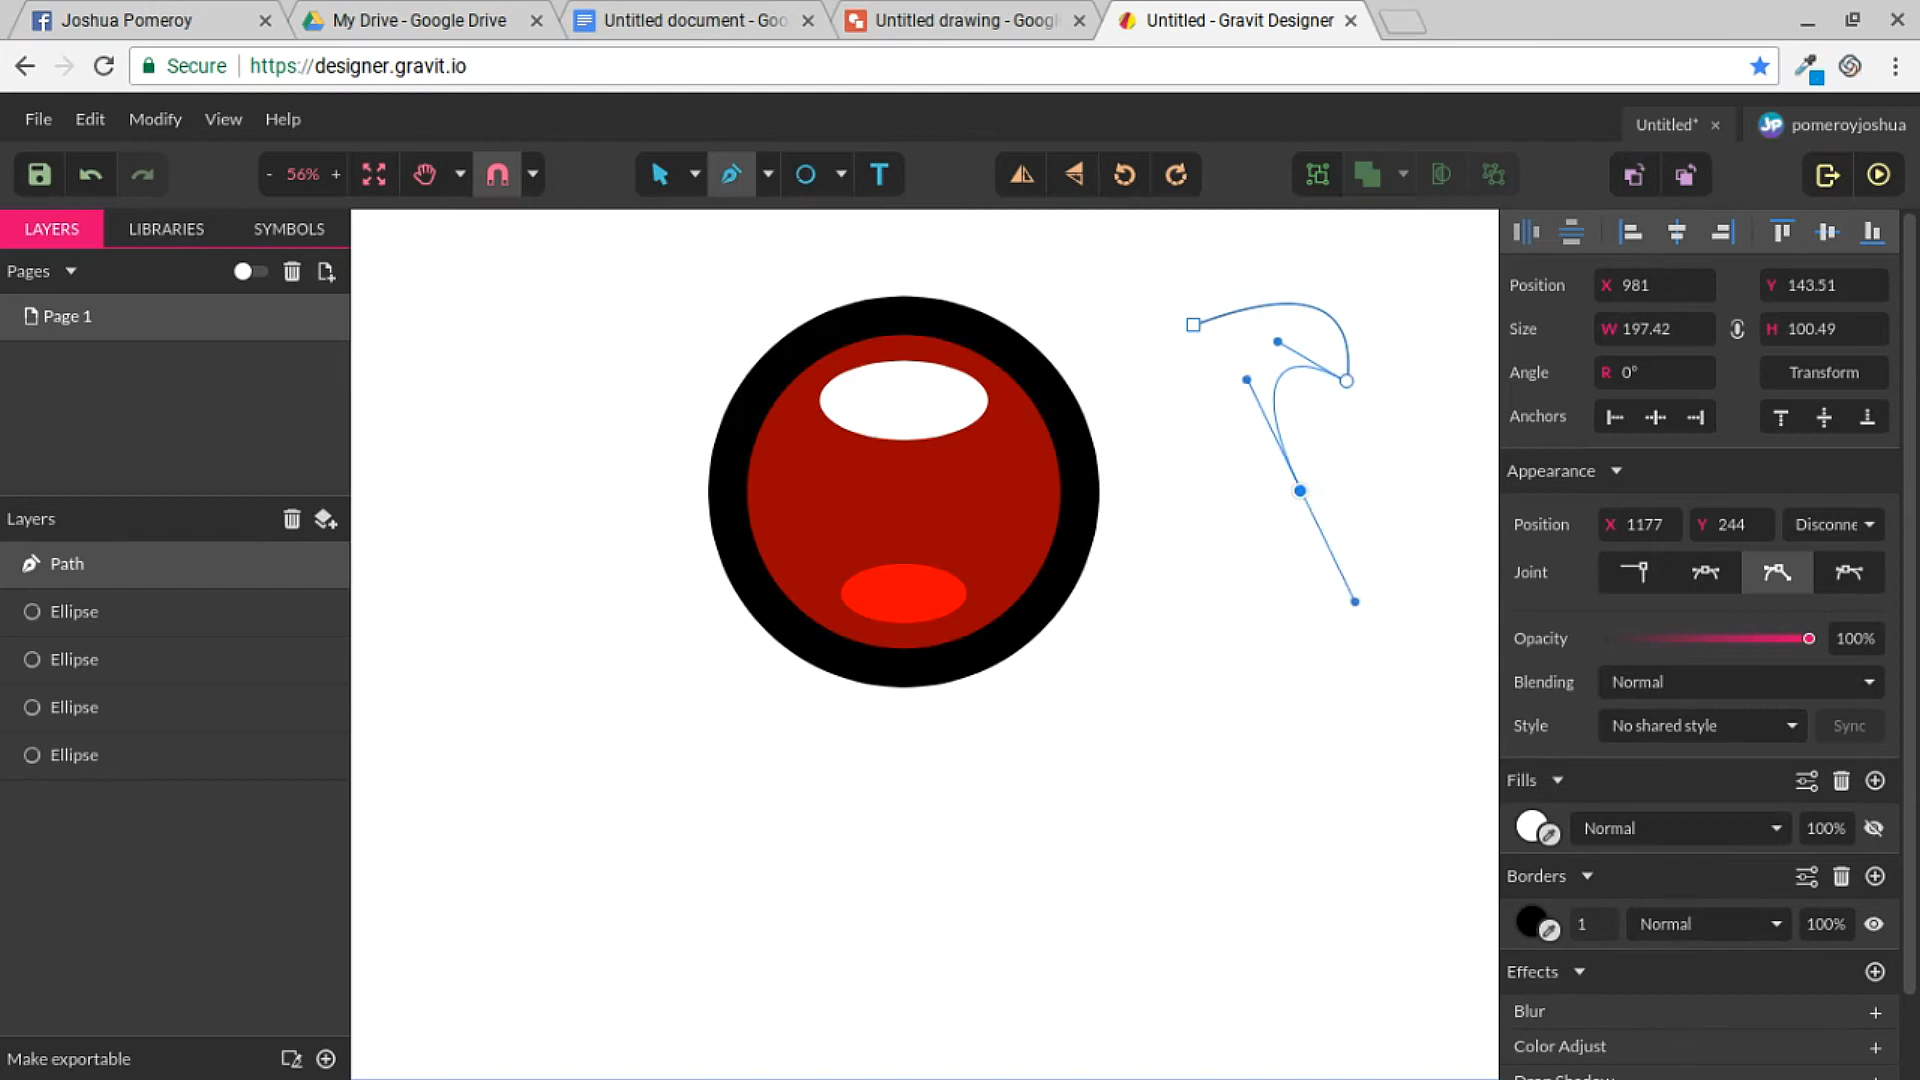 Joshua Pomeroy
My Drive - Google Drive
Untitled document - Goo
Untitled drawing - Googl
Untitled - Gravit Designer
Secure
https://designer.gravit.io
File Edit Modify View Help
Untitled* ×
JP pomeroyjoshua
- 56% +
T
LAYERS LIBRARIES SYMBOLS
Pages
Page 1
Layers
Path
Ellipse
Ellipse
Ellipse
Ellipse
Make exportable
Position X 981 Y 143.51
Size W 197.42 H 100.49
Angle R 0° Transform
Anchors
Appearance
Position X 1177 Y 244 Disconne
Joint
Opacity 100%
Blending Normal
Style No shared style Sync
Fills
Normal 100%
Borders
1 Normal 100%
Effects
Blur +
Color Adjust +
Drop Shadow